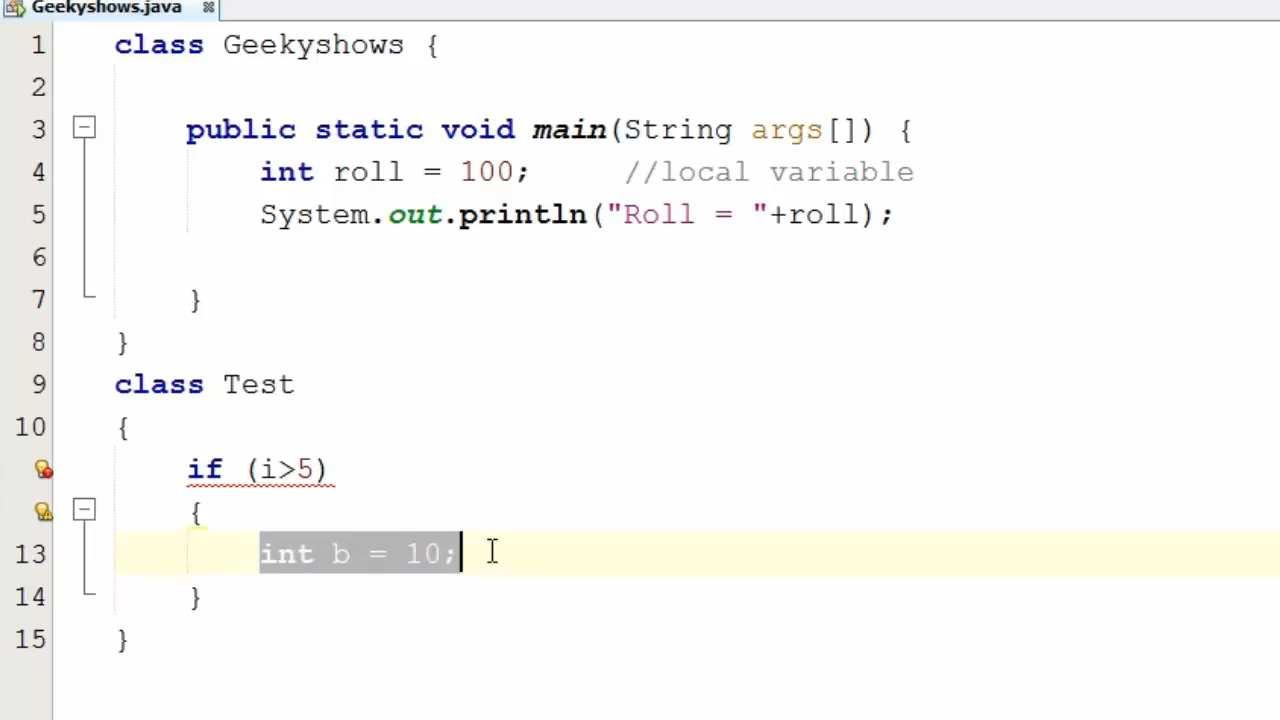 Geekyshows.java
1 class Geekyshows {
2
3 public static void main(String args[]) {
4 int roll = 100; //local variable
5 System.out.println("Roll = "+roll);
6
7 }
8 }
9 class Test
10 {
if (i>5)
{
13 int b = 10;
14 }
15 }